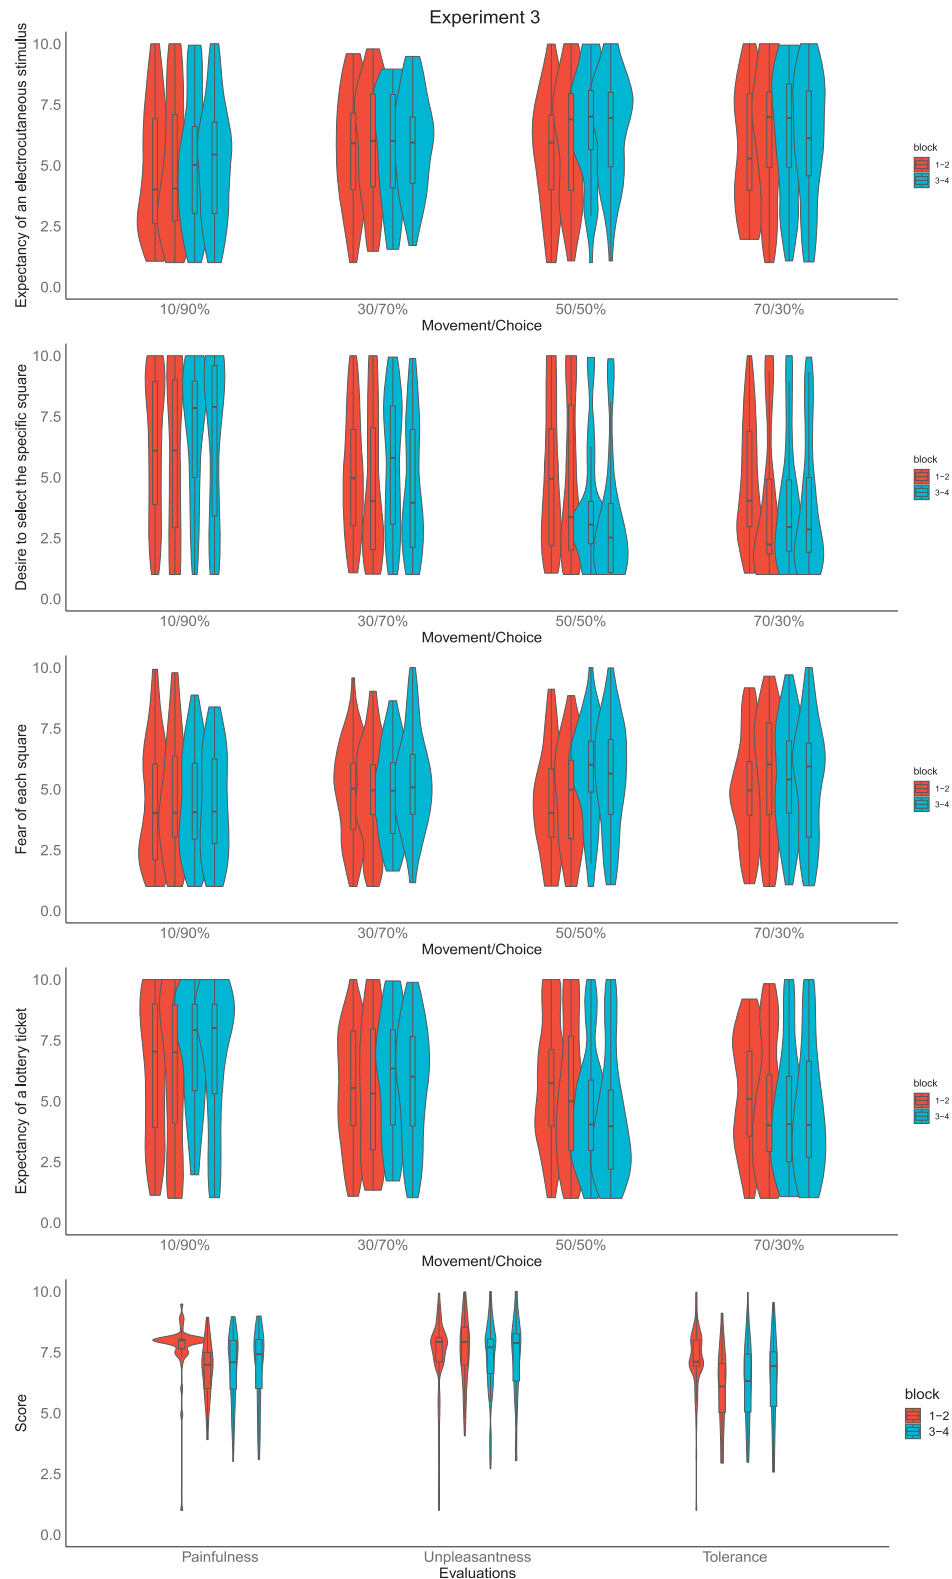 Experiment 3
Expectancy of an electrocutaneous stimulus
10.0
7.5
5.0
2.5
0.0
10/90% 30/70% 50/50% 70/30%
Movement/Choice
block
1−2
3−4
Desire to select the specific square
10.0
7.5
5.0
2.5
0.0
10/90% 30/70% 50/50% 70/30%
Movement/Choice
block
1−2
3−4
Fear of each square
10.0
7.5
5.0
2.5
0.0
10/90% 30/70% 50/50% 70/30%
Movement/Choice
block
1−2
3−4
Expectancy of a lottery ticket
10.0
7.5
5.0
2.5
0.0
10/90% 30/70% 50/50% 70/30%
Movement/Choice
block
1−2
3−4
Score
10.0
7.5
5.0
2.5
0.0
Painfulness Unpleasantness Tolerance
Evaluations
block
1−2
3−4